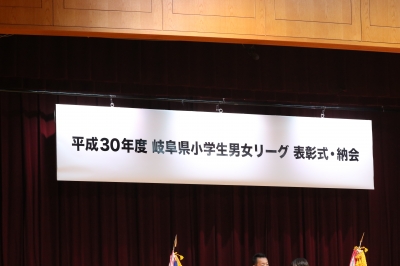 平成30年度 岐阜県小学生男女リーグ 表彰式・納会